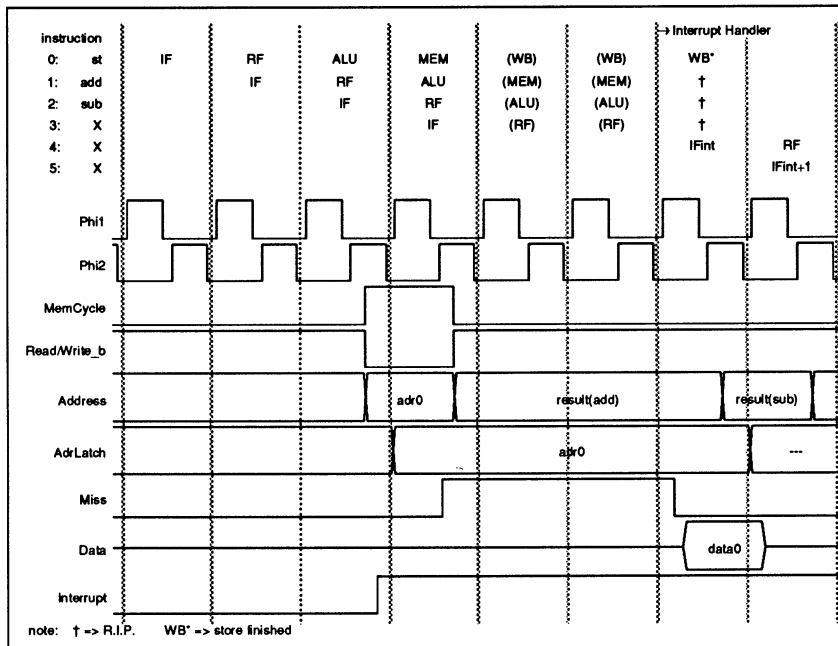 instruction → Interrupt Handler
0: st IF RF ALU MEM (WB) (WB) WB*
1: add IF RF ALU (MEM) (MEM) †
2: sub IF RF (ALU) (ALU) †
3: X IF (RF) (RF) †
4: X IFint RF
5: X IFint+1
Phi1
Phi2
MemCycle
Read/Write_b
Address adr0 result(add) result(sub)
AdrLatch adr0 ---
Miss
Data data0
Interrupt
note: † => R.I.P. WB* => store finished